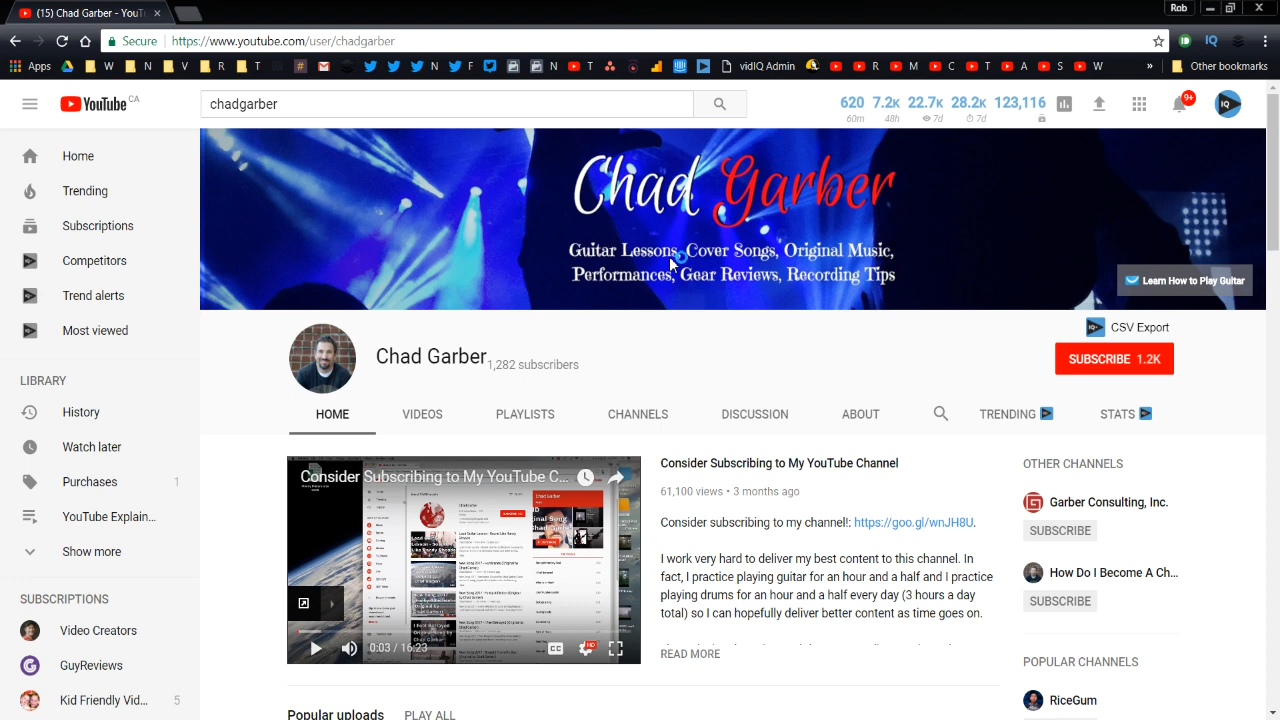 (15) Chad Garber - YouT
Rob
Secure https://www.youtube.com/user/chadgarber
Apps W N V R T N F N T vidIQ Admin R M C T A S W » Other bookmarks
YouTube CA
chadgarber
620 7.2K 22.7K 28.2K 123,116
60m 48h 7d 7d
9+
IQ
Home
Trending
Subscriptions
Competitors
Trend alerts
Most viewed
LIBRARY
History
Watch later
Purchases 1
YouTube Explain...
Show more
SUBSCRIPTIONS
Video Creators
GuyReviews
Kid Friendly Vid... 5
Chad Garber
Guitar Lessons, Cover Songs, Original Music,
Performances, Gear Reviews, Recording Tips
Learn How to Play Guitar
CSV Export
Chad Garber 1,282 subscribers
SUBSCRIBE 1.2K
HOME VIDEOS PLAYLISTS CHANNELS DISCUSSION ABOUT TRENDING STATS
Consider Subscribing to My YouTube C...
0:03 / 16:23
CC HD
Consider Subscribing to My YouTube Channel
61,100 views • 3 months ago
Consider subscribing to my channel!: https://goo.gl/wnJH8U.
I work very hard to deliver my best content to this channel. In
fact, I practice playing guitar for an hour and a half and I practice
playing drums for an hour and a half every day (3 hours a day
total) so I can hopefully deliver better content as time goes on.
READ MORE
Popular uploads PLAY ALL
OTHER CHANNELS
Garber Consulting, Inc.
SUBSCRIBE
How Do I Become A Ch...
SUBSCRIBE
POPULAR CHANNELS
RiceGum